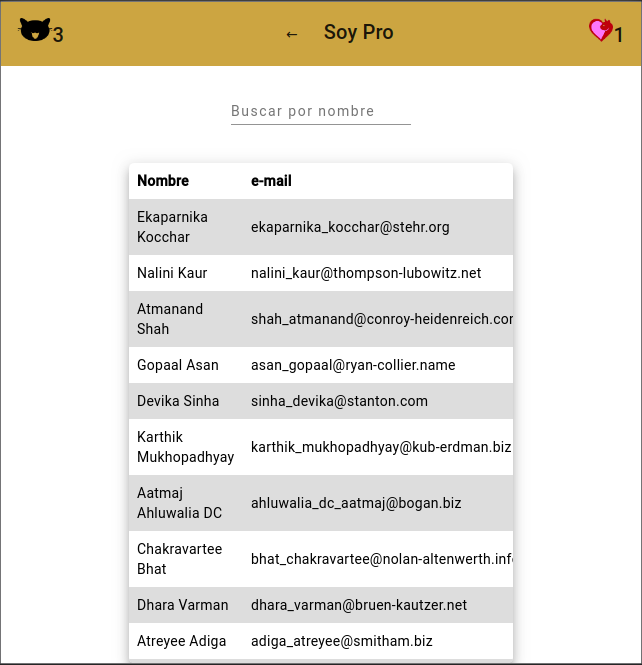 3 ← Soy Pro 1
Buscar por nombre
Nombre e-mail
Ekaparnika
Kocchar
ekaparnika_kocchar@stehr.org
Nalini Kaur nalini_kaur@thompson-lubowitz.net
Atmanand
Shah
shah_atmanand@conroy-heidenreich.cor
Gopaal Asan asan_gopaal@ryan-collier.name
Devika Sinha sinha_devika@stanton.com
Karthik
Mukhopadhyay
karthik_mukhopadhyay@kub-erdman.biz
Aatmaj
Ahluwalia DC
ahluwalia_dc_aatmaj@bogan.biz
Chakravartee
Bhat
bhat_chakravartee@nolan-altenwerth.inf
Dhara Varman dhara_varman@bruen-kautzer.net
Atreyee Adiga adiga_atreyee@smitham.biz